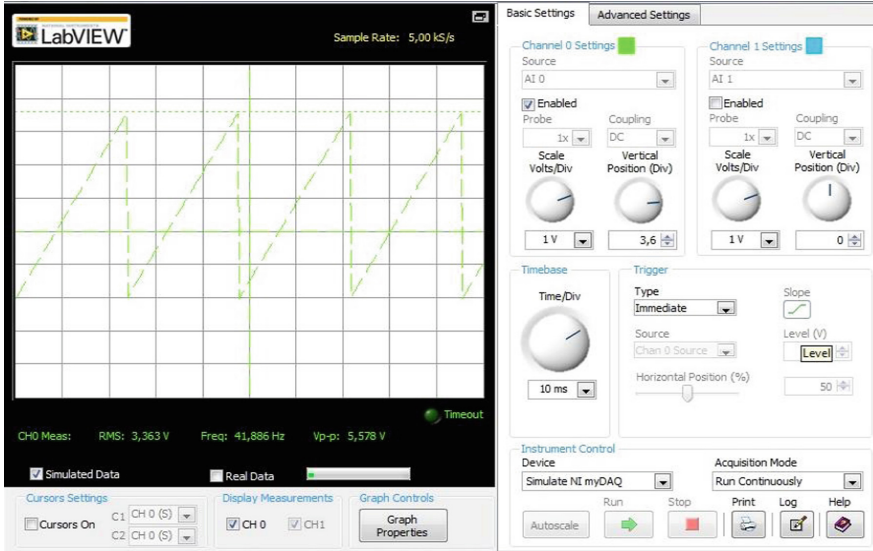 POWERED BY
NATIONAL INSTRUMENTS
LabVIEW™
Sample Rate: 5,00 kS/s
Timeout
CH0 Meas: RMS: 3,363 V Freq: 41,886 Hz Vp-p: 5,578 V
Simulated Data Real Data
Cursors Settings
Cursors On
C1 CH 0 (S)
C2 CH 0 (S)
Display Measurements
CH 0 CH1
Graph Controls
Graph
Properties
Basic Settings Advanced Settings
Channel 0 Settings
Source
AI 0
Enabled
Probe Coupling
1x DC
Scale Vertical
Volts/Div Position (Div)
1 V 3,6
Channel 1 Settings
Source
AI 1
Enabled
Probe Coupling
1x DC
Scale Vertical
Volts/Div Position (Div)
1 V 0
Timebase
Time/Div
10 ms
Trigger
Type Slope
Immediate
Source Level (V)
Chan 0 Source Level
Horizontal Position (%)
50
Instrument Control
Device Acquisition Mode
Simulate NI myDAQ Run Continuously
Run Stop Print Log Help
Autoscale